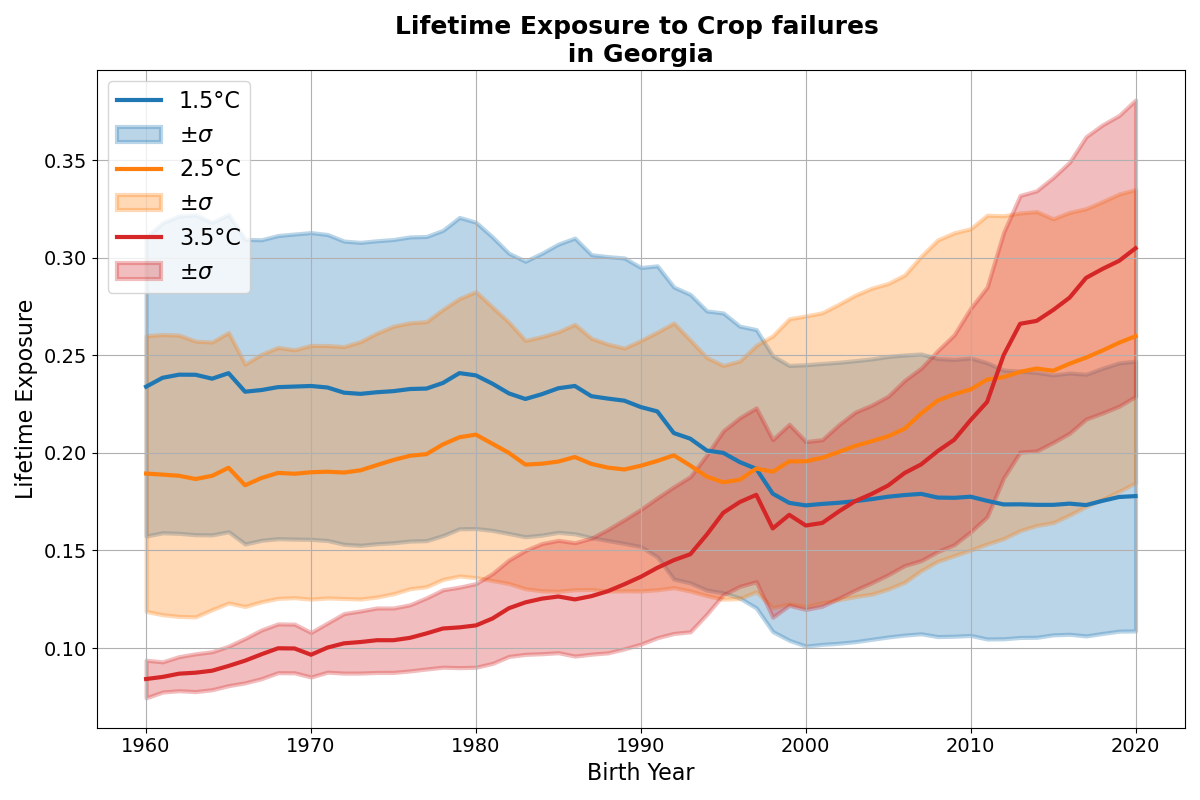 Lifetime Exposure to Crop failures
in Georgia
1.5°C
±σ
2.5°C
±σ
3.5°C
±σ
Lifetime Exposure
0.35
0.30
0.25
0.20
0.15
0.10
1960 1970 1980 1990 2000 2010 2020
Birth Year